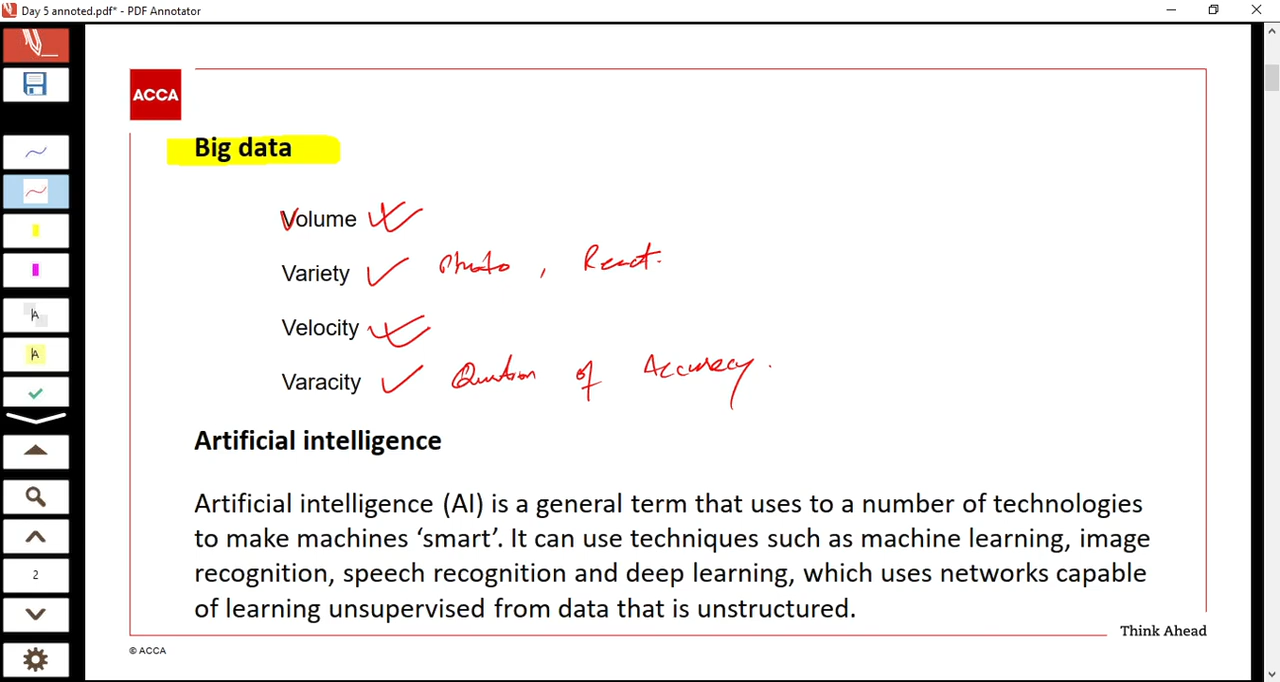 Day 5 annoted.pdf* - PDF Annotator
ACCA
Big data
Volume
Variety Photo, React.
Velocity
Varacity Question of Accuracy.
Artificial intelligence
Artificial intelligence (AI) is a general term that uses to a number of technologies
to make machines ‘smart’. It can use techniques such as machine learning, image
recognition, speech recognition and deep learning, which uses networks capable
of learning unsupervised from data that is unstructured.
2
Think Ahead
© ACCA